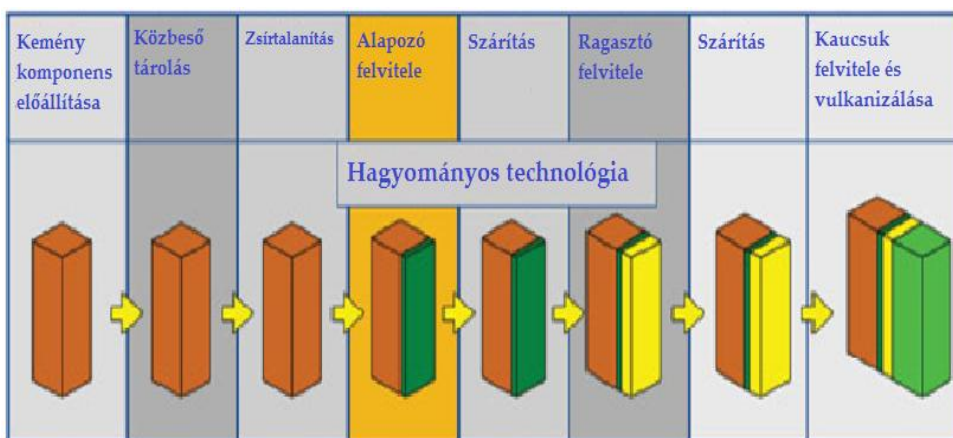 Kemény
komponens
előállítása
Közbeső
tárolás
Zsírtalanítás
Alapozó
felvitele
Szárítás
Ragasztó
felvitele
Szárítás
Kaucsuk
felvitele és
vulkanizálása
Hagyományos technológia